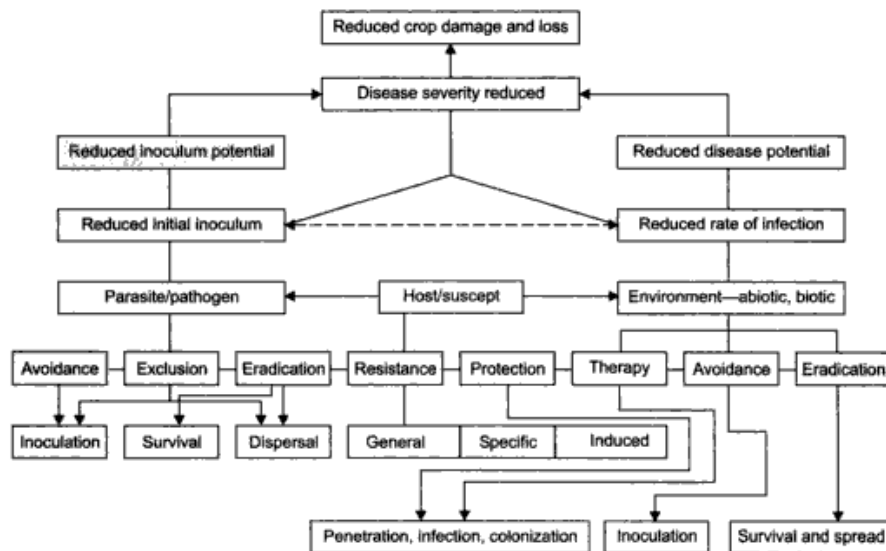 Reduced crop damage and loss
Disease severity reduced
Reduced inoculum potential
Reduced disease potential
Reduced initial inoculum
Reduced rate of infection
Parasite/pathogen
Host/suscept
Environment—abiotic, biotic
Avoidance
Exclusion
Eradication
Resistance
Protection
Therapy
Avoidance
Eradication
Inoculation
Survival
Dispersal
General
Specific
Induced
Penetration, infection, colonization
Inoculation
Survival and spread